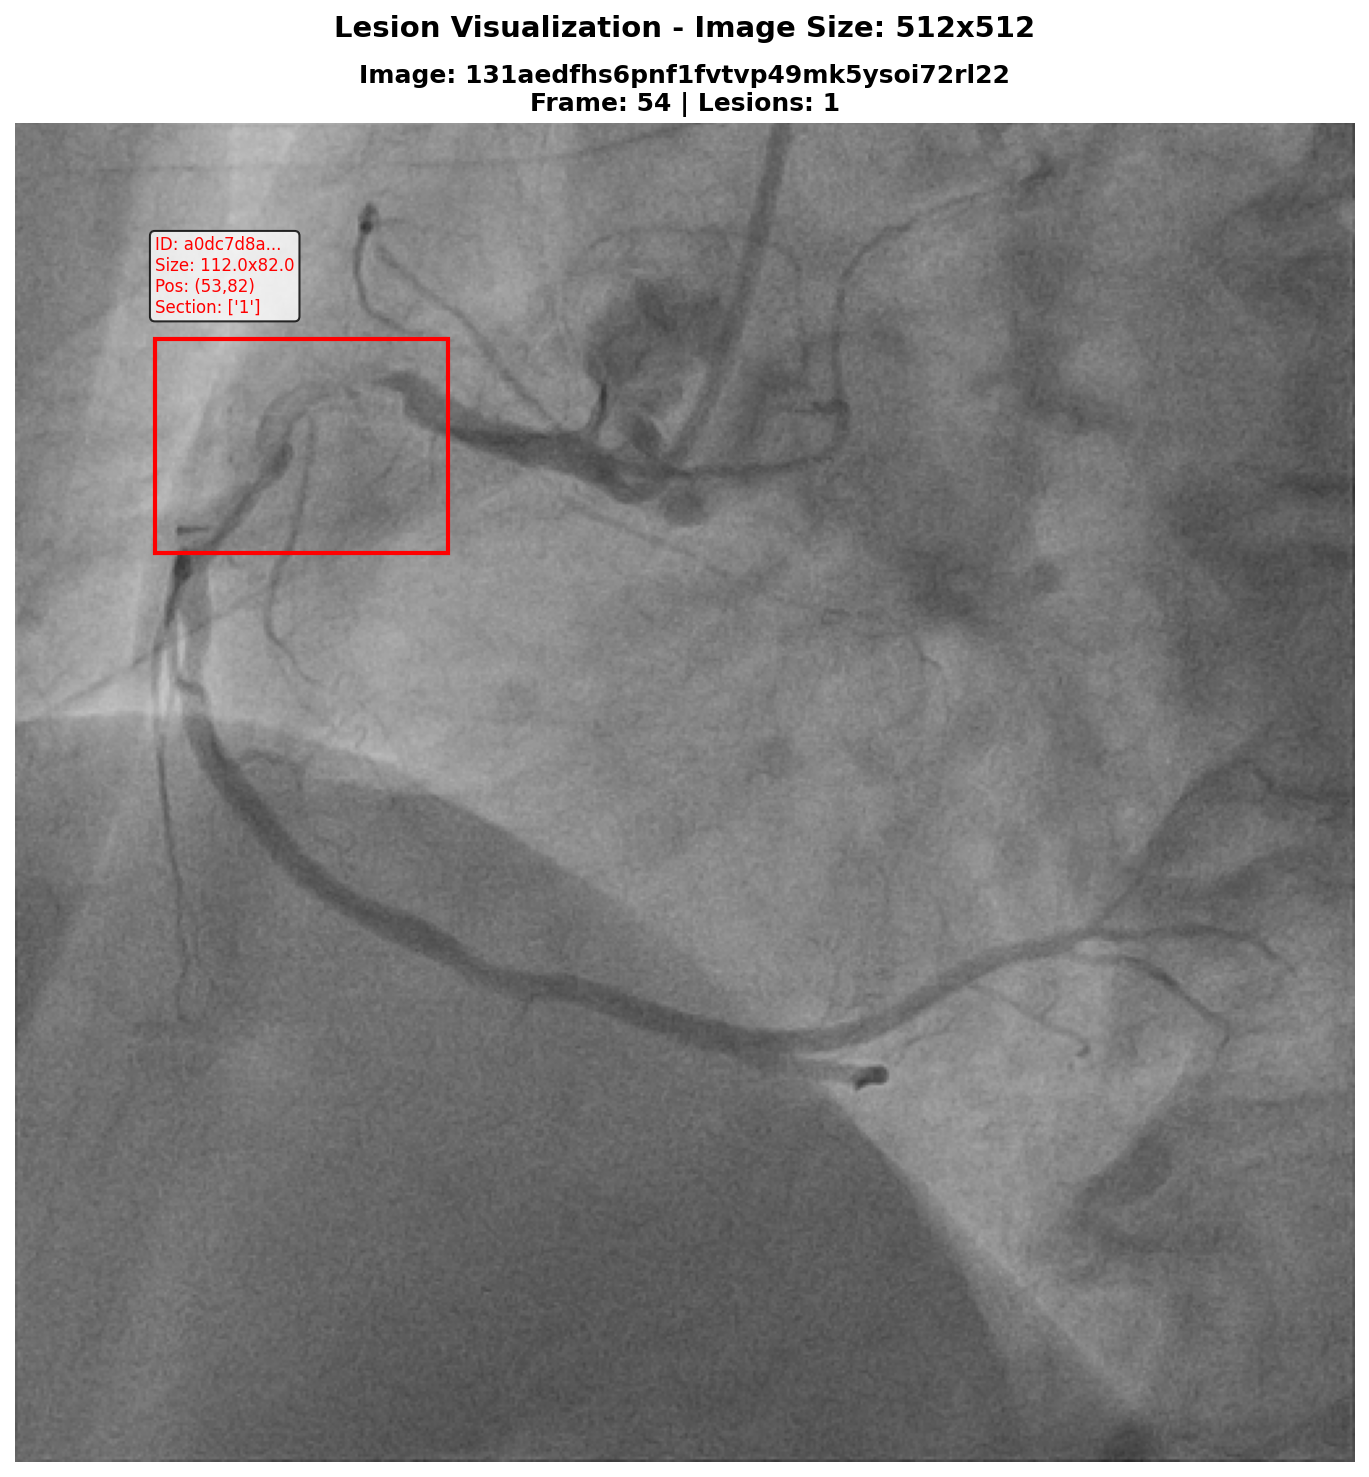 Lesion Visualization - Image Size: 512x512
Image: 131aedfhs6pnf1fvtvp49mk5ysoi72rl22
Frame: 54 | Lesions: 1
ID: a0dc7d8a...
Size: 112.0x82.0
Pos: (53,82)
Section: ['1']